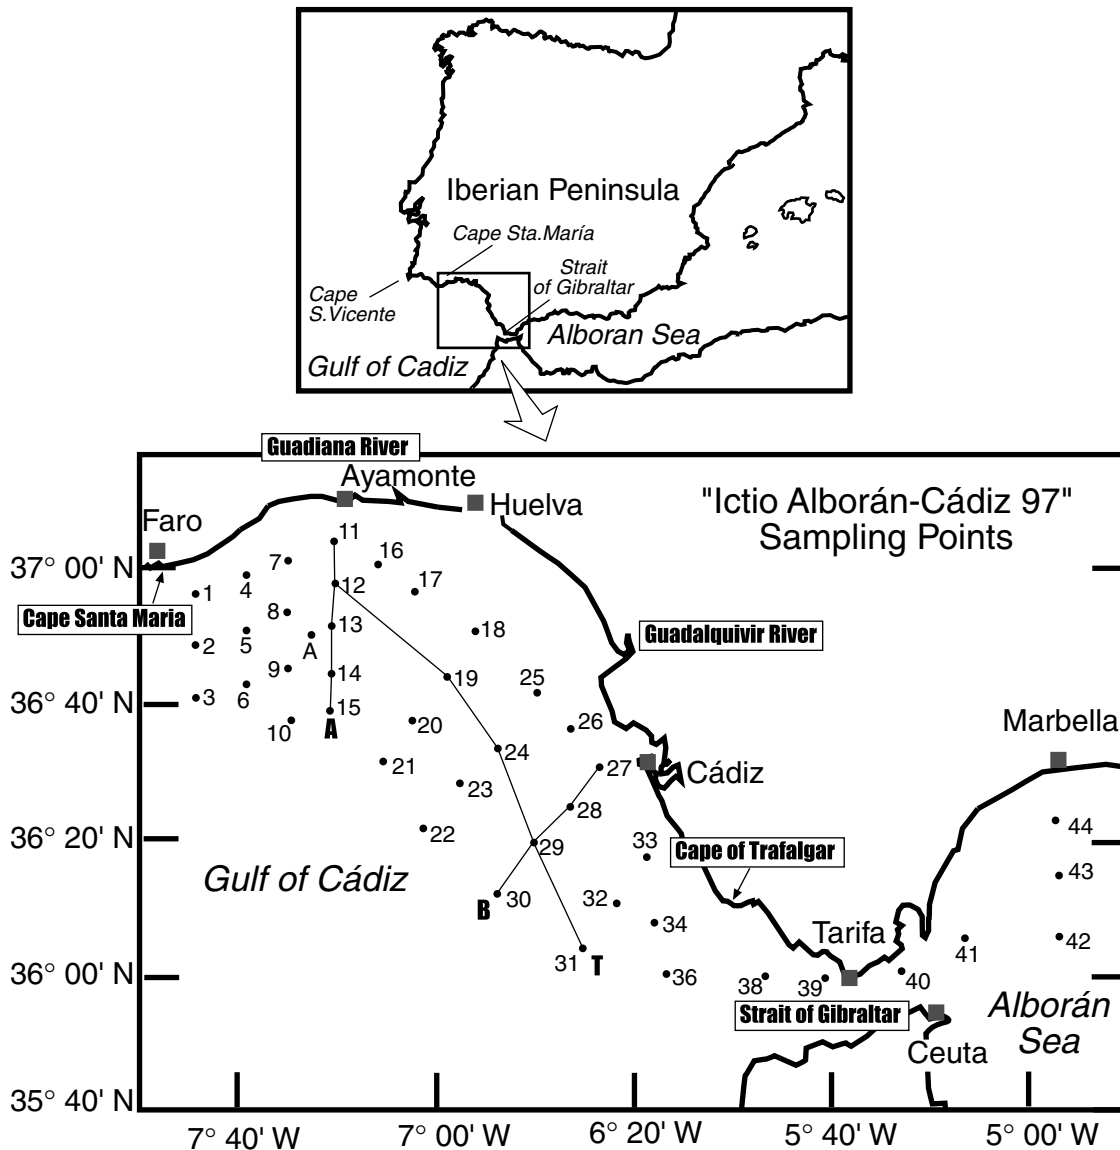 Iberian Peninsula
Cape Sta.María
Strait
of Gibraltar
Cape
S.Vicente
Alboran Sea
Gulf of Cadiz
Guadiana River
Ayamonte
"Ictio Alborán-Cádiz 97"
Sampling Points
Huelva
Faro
11
16
7
37° 00' N
4
12
17
1
Cape Santa Maria
8
13
18
Guadalquivir River
2
5
A
9
14
19
25
36° 40' N
3
6
15
10
A
20
26
Marbella
24
21
27
Cádiz
23
28
44
22
36° 20' N
29
33
Cape of Trafalgar
43
Gulf of Cádiz
30
B
32
34
Tarifa
42
41
31
T
36° 00' N
36
38
39
40
Strait of Gibraltar
Alborán
Sea
Ceuta
35° 40' N
7° 40' W
7° 00' W
6° 20' W
5° 40' W
5° 00' W